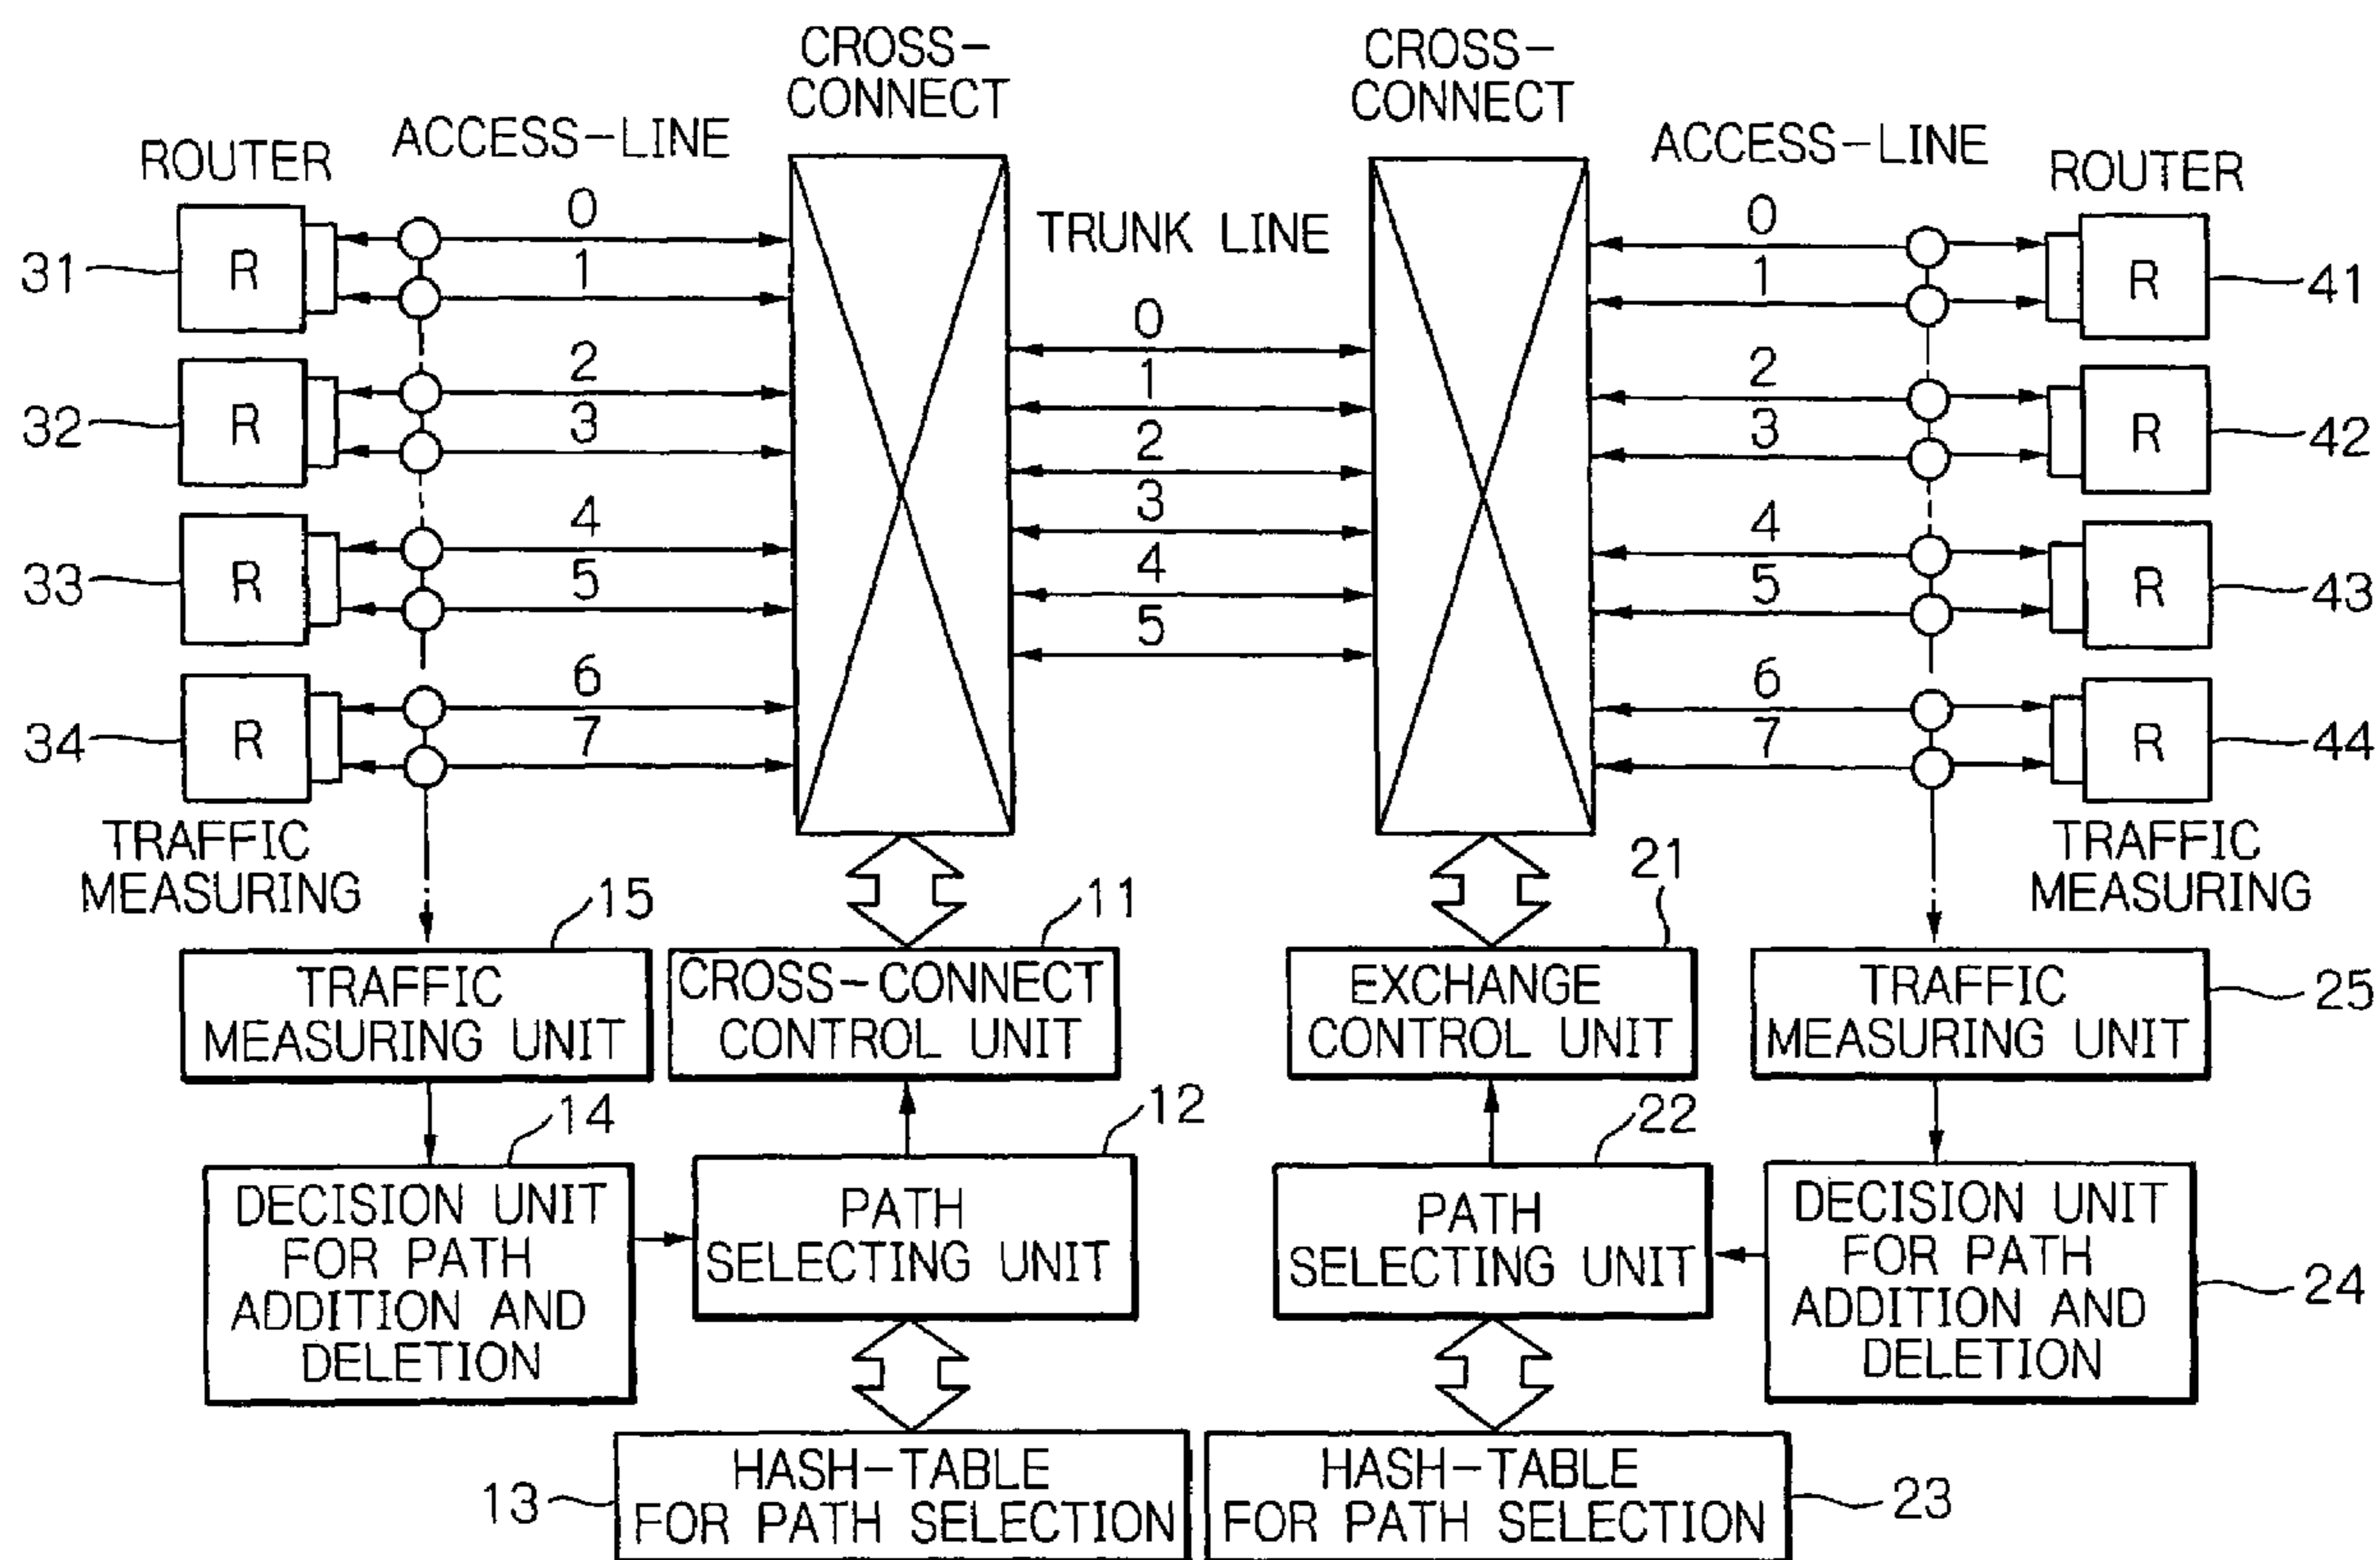 CROSS-
CONNECT
CROSS-
CONNECT
ACCESS-LINE
ACCESS-LINE
ROUTER
ROUTER
TRUNK LINE
31
R
0
1
32
R
2
3
33
R
4
5
34
R
6
7
0
1
2
3
4
5
0
1
R
41
2
3
R
42
4
5
R
43
6
7
R
44
TRAFFIC
MEASURING
TRAFFIC
MEASURING
15
11
21
25
TRAFFIC
MEASURING UNIT
CROSS-CONNECT
CONTROL UNIT
EXCHANGE
CONTROL UNIT
TRAFFIC
MEASURING UNIT
14
12
22
24
DECISION UNIT
FOR PATH
ADDITION AND
DELETION
PATH
SELECTING UNIT
PATH
SELECTING UNIT
DECISION UNIT
FOR PATH
ADDITION AND
DELETION
13
HASH-TABLE
FOR PATH SELECTION
HASH-TABLE
FOR PATH SELECTION
23